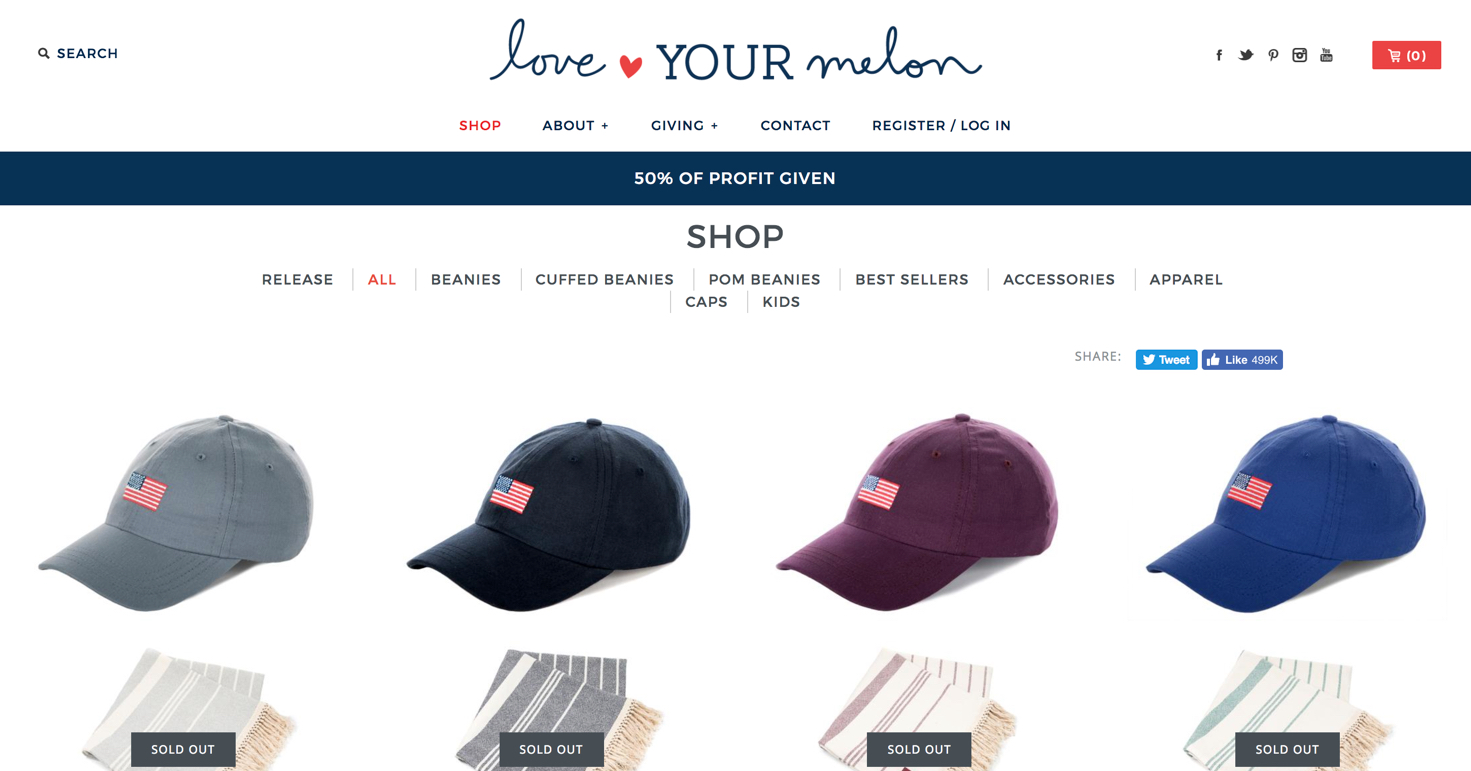 SEARCH
love YOUR melon
(0)
SHOP ABOUT + GIVING + CONTACT REGISTER / LOG IN
50% OF PROFIT GIVEN
SHOP
RELEASE ALL BEANIES CUFFED BEANIES POM BEANIES BEST SELLERS ACCESSORIES APPAREL
CAPS KIDS
SHARE: Tweet Like 499K
SOLD OUT SOLD OUT SOLD OUT SOLD OUT